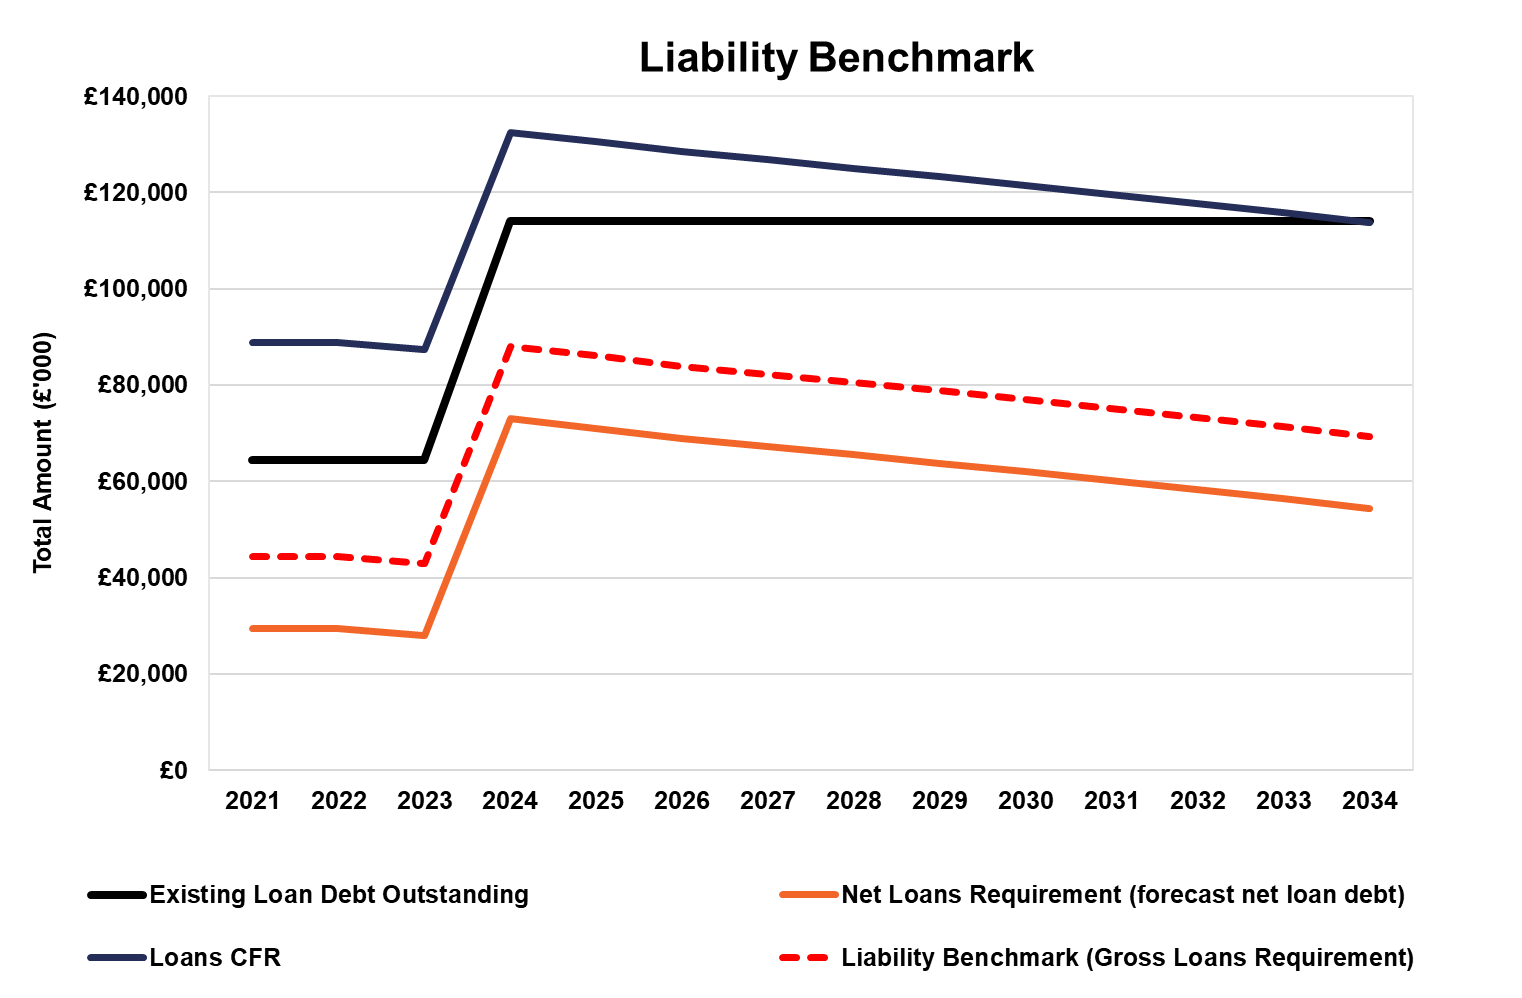 Liability Benchmark
£140,000
£120,000
£100,000
£80,000
£60,000
£40,000
£20,000
£0
Total Amount (£'000)
2021 2022 2023 2024 2025 2026 2027 2028 2029 2030 2031 2032 2033 2034
Existing Loan Debt Outstanding
Net Loans Requirement (forecast net loan debt)
Loans CFR
Liability Benchmark (Gross Loans Requirement)